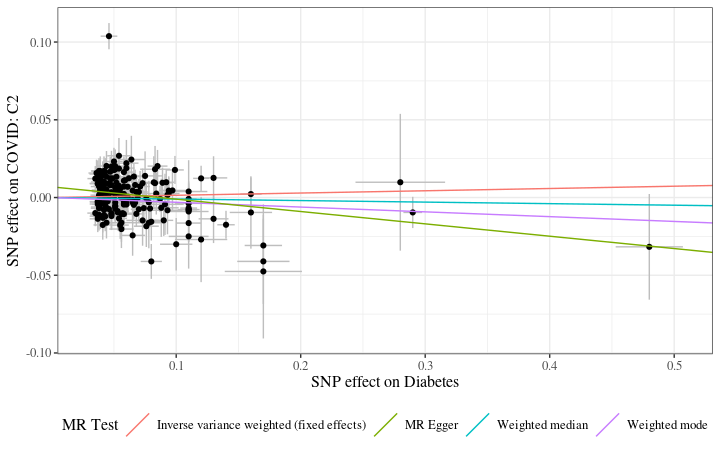 SNP effect on COVID: C2
0.10
0.05
0.00
-0.05
-0.10
0.1 0.2 0.3 0.4 0.5
SNP effect on Diabetes
MR Test Inverse variance weighted (fixed effects) MR Egger Weighted median Weighted mode